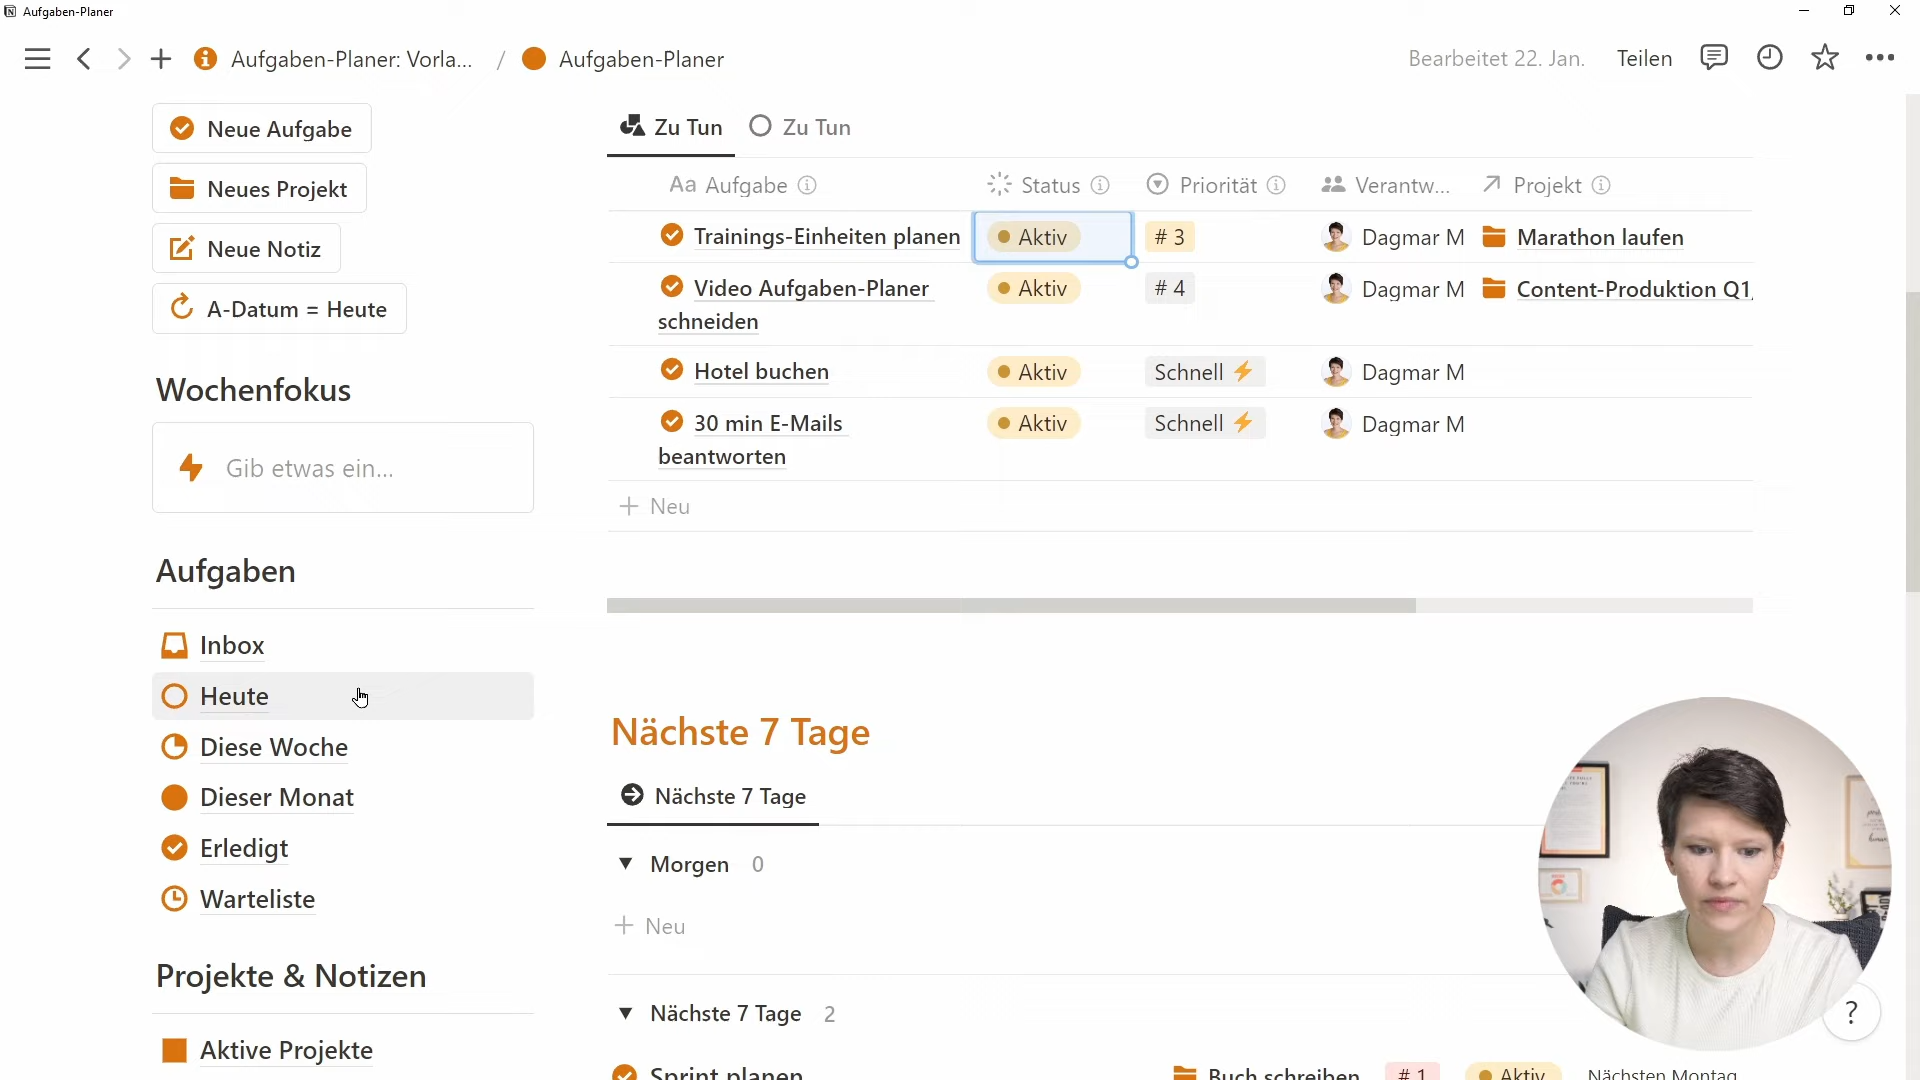 Aufgaben-Planer
Aufgaben-Planer: Vorla... / Aufgaben-Planer
Bearbeitet 22. Jan. Teilen
Neue Aufgabe
Neues Projekt
Neue Notiz
A-Datum = Heute
Wochenfokus
Gib etwas ein...
Aufgaben
Inbox
Heute
Diese Woche
Dieser Monat
Erledigt
Warteliste
Projekte & Notizen
Aktive Projekte
Zu Tun Zu Tun
Aa Aufgabe Status Priorität Verantw... Projekt
Trainings-Einheiten planen Aktiv # 3 Dagmar M Marathon laufen
Video Aufgaben-Planer Aktiv # 4 Dagmar M Content-Produktion Q1
schneiden
Hotel buchen Aktiv Schnell ⚡ Dagmar M
30 min E-Mails Aktiv Schnell ⚡ Dagmar M
beantworten
+ Neu
Nächste 7 Tage
Nächste 7 Tage
Morgen 0
+ Neu
Nächste 7 Tage 2
Sprint planen Buch schreiben # 1 Aktiv Nächsten Montag
?